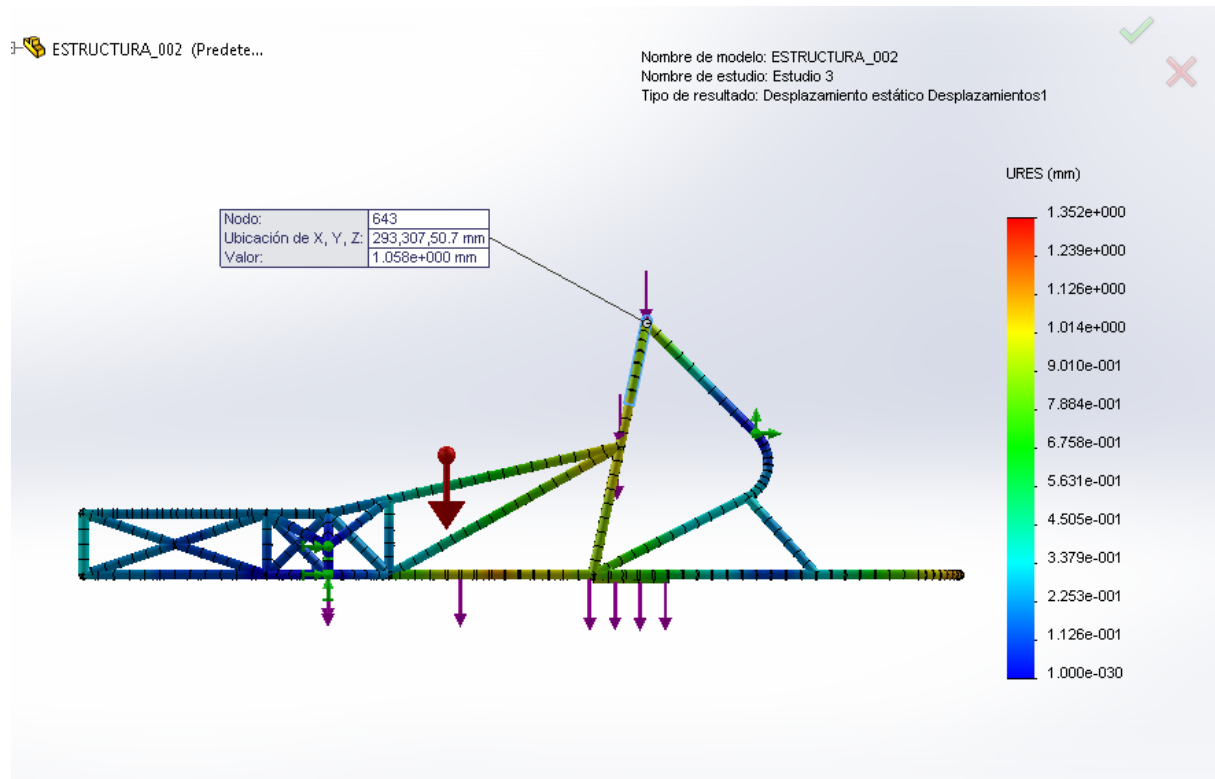 ESTRUCTURA_002 (Predete...
Nombre de modelo: ESTRUCTURA_002
Nombre de estudio: Estudio 3
Tipo de resultado: Desplazamiento estático Desplazamientos1
URES (mm)
1.352e+000
1.239e+000
1.126e+000
1.014e+000
9.010e-001
7.884e-001
6.758e-001
5.631e-001
4.505e-001
3.379e-001
2.253e-001
1.126e-001
1.000e-030
Nodo: 643
Ubicación de X, Y, Z: 293,307,50.7 mm
Valor: 1.058e+000 mm